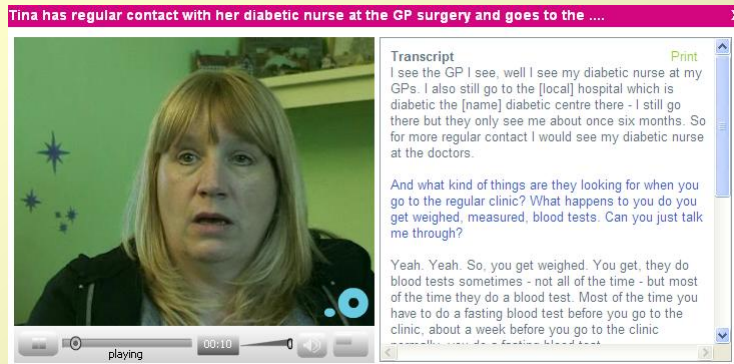 Tina has regular contact with her diabetic nurse at the GP surgery and goes to the ....
Transcript
Print
I see the GP I see, well I see my diabetic nurse at my
GPs. I also still go to the [local] hospital which is
diabetic the [name] diabetic centre there - I still go
there but they only see me about once six months. So
for more regular contact I would see my diabetic nurse
at the doctors.
And what kind of things are they looking for when you
go to the regular clinic? What happens to you do you
get weighed, measured, blood tests. Can you just talk
me through?
Yeah. Yeah. So, you get weighed. You get, they do
blood tests sometimes - not all of the time - but most
of the time they do a blood test. Most of the time you
have to do a fasting blood test before you go to the
clinic, about a week before you go to the clinic
normally, you do a fasting blood test
playing
00:10